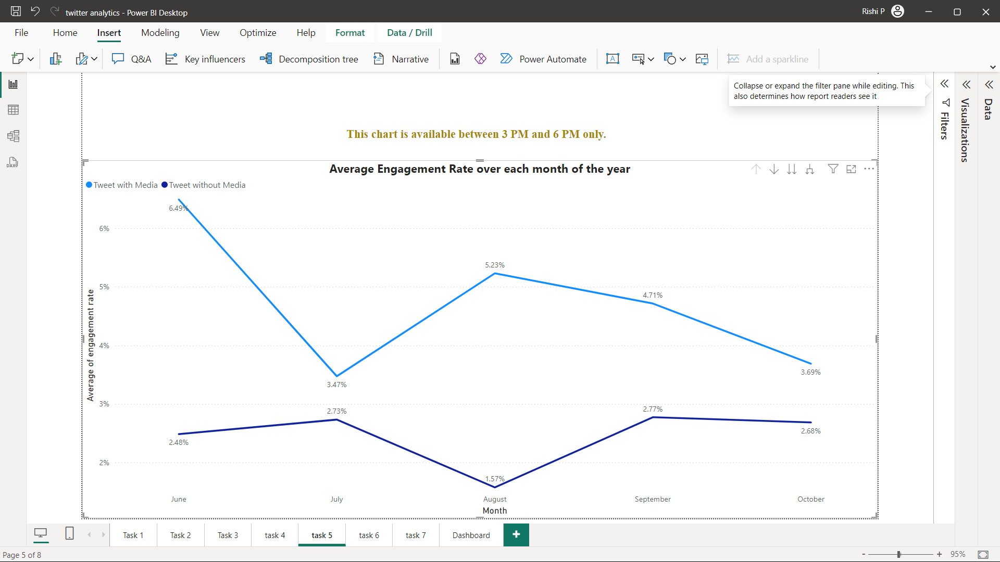 twitter analytics - Power BI Desktop
Rishi P
File Home Insert Modeling View Optimize Help Format Data / Drill
Q&A Key influencers Decomposition tree Narrative Power Automate A Add a sparkline
Collapse or expand the filter pane while editing. This
also determines how report readers see it
Filters
Visualizations
Data
DAX
This chart is available between 3 PM and 6 PM only.
Average Engagement Rate over each month of the year
Tweet with Media Tweet without Media
Average of engagement rate
6%
5%
4%
3%
2%
6.49%
3.47%
5.23%
4.71%
3.69%
2.48%
2.73%
1.57%
2.77%
2.68%
June July August September October
Month
Task 1 Task 2 Task 3 task 4 task 5 task 6 task 7 Dashboard +
Page 5 of 8
- + 95%